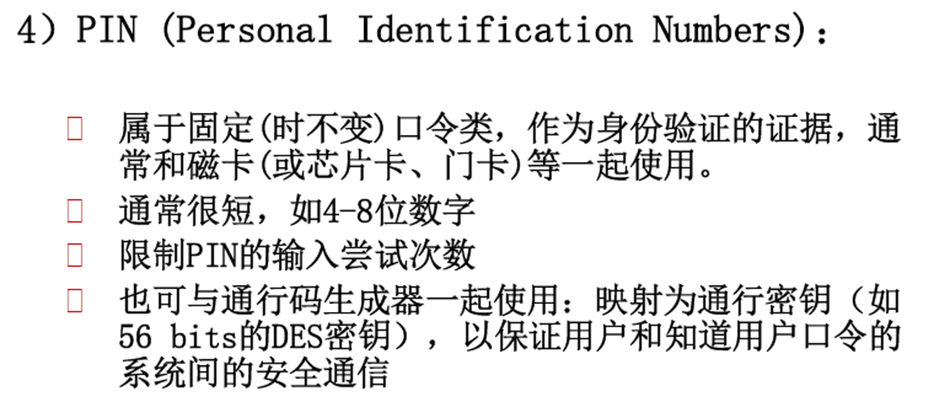 4）PIN (Personal Identification Numbers)：
属于固定(时不变)口令类，作为身份验证的证据，通
常和磁卡(或芯片卡、门卡)等一起使用。
通常很短，如4-8位数字
限制PIN的输入尝试次数
也可与通行码生成器一起使用：映射为通行密钥（如
56 bits的DES密钥），以保证用户和知道用户口令的
系统间的安全通信